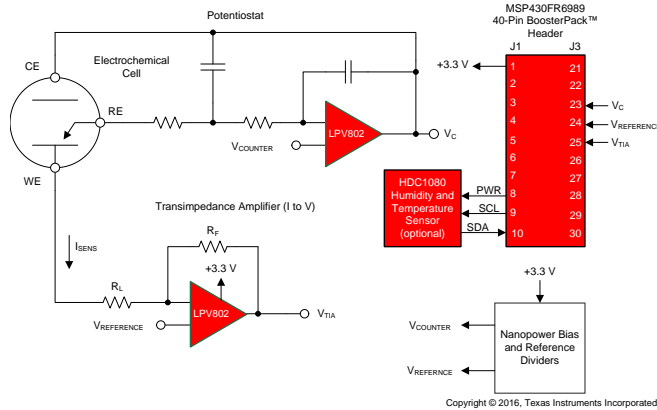 Potentiostat
MSP430FR6989
40-Pin BoosterPack™
Header
J1 J3
CE
Electrochemical
Cell
RE
WE
LPV802
VCOUNTER
VC
+3.3 V
1 21
2 22
3 23
4 24
5 25
6 26
7 27
8 28
9 29
10 30
VC
VREFERENCE
VTIA
HDC1080
Humidity and
Temperature
Sensor
(optional)
PWR
SCL
SDA
Transimpedance Amplifier (I to V)
ISENS
RF
+3.3 V
RL
LPV802
VREFERENCE
VTIA
+3.3 V
VCOUNTER
VREFERNCE
Nanopower Bias
and Reference
Dividers
Copyright © 2016, Texas Instruments Incorporated